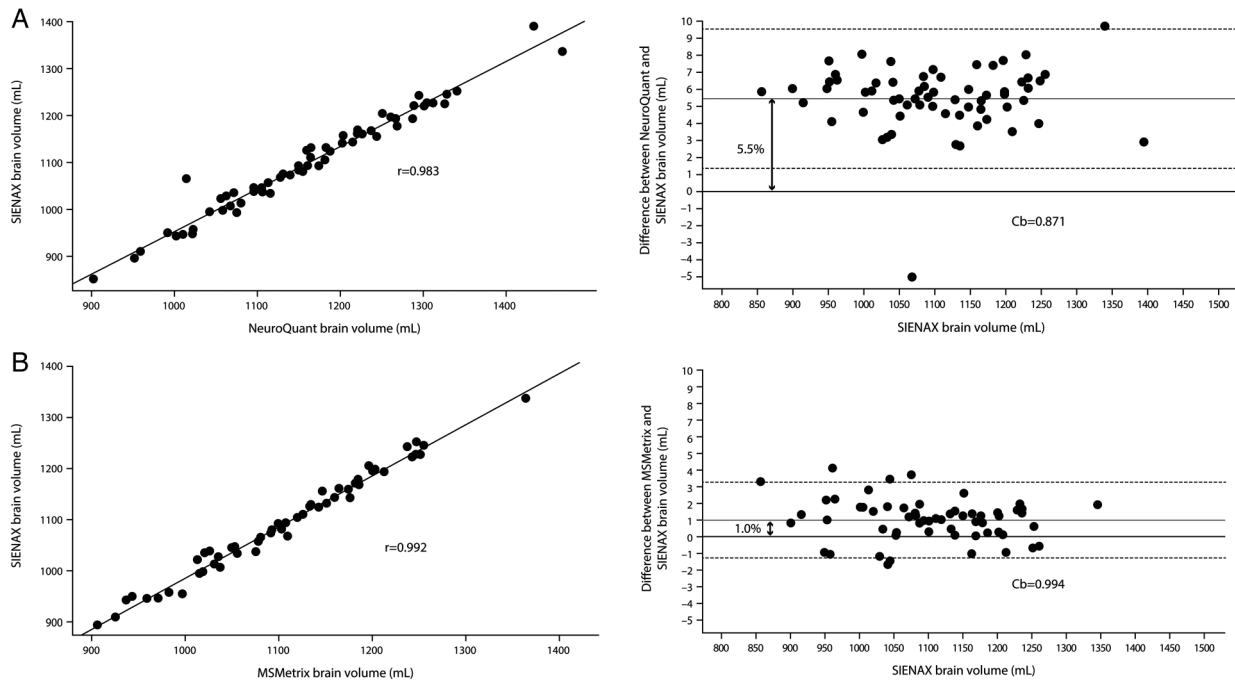 A
SIENAX brain volume (mL)
1400
1300
1200
1100
1000
900
r=0.983
900 1000 1100 1200 1300 1400
NeuroQuant brain volume (mL)
Difference between NeuroQuant and
SIENAX brain volume (mL)
10
9
8
7
6
5
4
3
2
1
0
−1
−2
−3
−4
−5
5.5%
Cb=0.871
800 850 900 950 1000 1050 1100 1150 1200 1250 1300 1350 1400 1450 1500
SIENAX brain volume (mL)
B
SIENAX brain volume (mL)
1400
1300
1200
1100
1000
900
r=0.992
900 1000 1100 1200 1300 1400
MSMetrix brain volume (mL)
Difference between MSMetrix and
SIENAX brain volume (mL)
10
9
8
7
6
5
4
3
2
1
0
−1
−2
−3
−4
−5
1.0%
Cb=0.994
800 850 900 950 1000 1050 1100 1150 1200 1250 1300 1350 1400 1450 1500
SIENAX brain volume (mL)